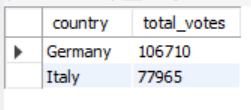 country total_votes
Germany 106710
Italy 77965